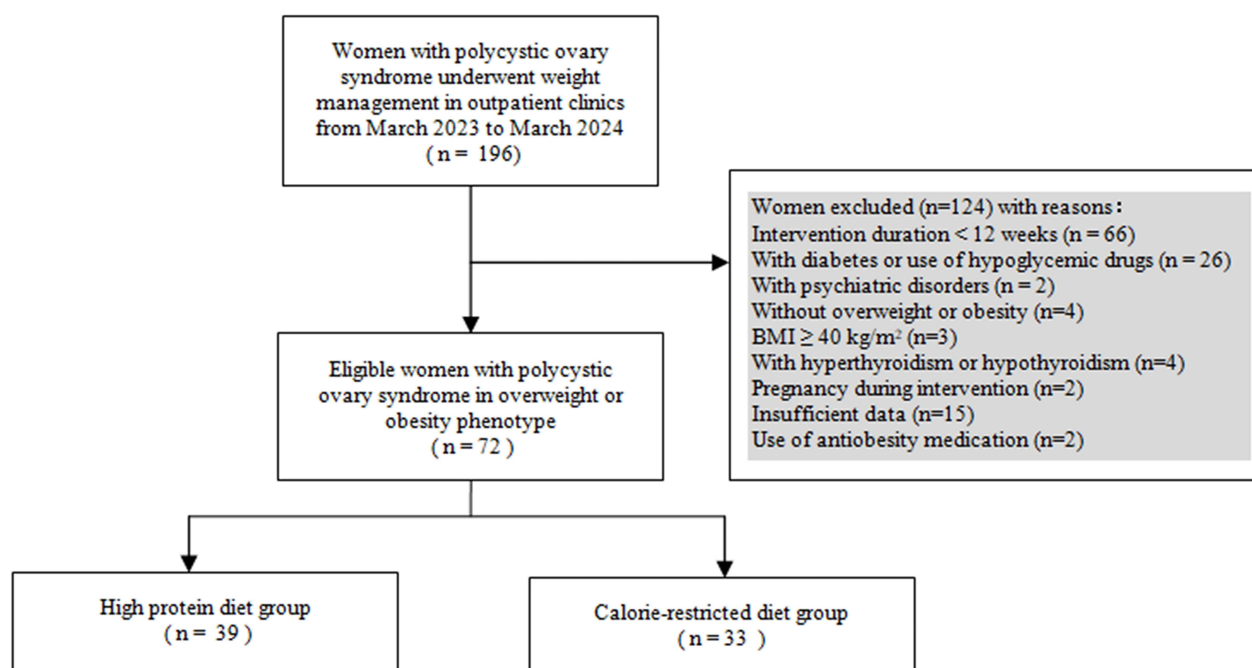 Women with polycystic ovary
syndrome underwent weight
management in outpatient clinics
from March 2023 to March 2024
( n = 196)
Women excluded (n=124) with reasons：
Intervention duration < 12 weeks (n = 66)
With diabetes or use of hypoglycemic drugs (n = 26)
With psychiatric disorders (n = 2)
Without overweight or obesity (n=4)
BMI ≥ 40 kg/m² (n=3)
With hyperthyroidism or hypothyroidism (n=4)
Pregnancy during intervention (n=2)
Insufficient data (n=15)
Use of antiobesity medication (n=2)
Eligible women with polycystic
ovary syndrome in overweight or
obesity phenotype
( n = 72 )
High protein diet group
( n = 39 )
Calorie-restricted diet group
( n = 33 )